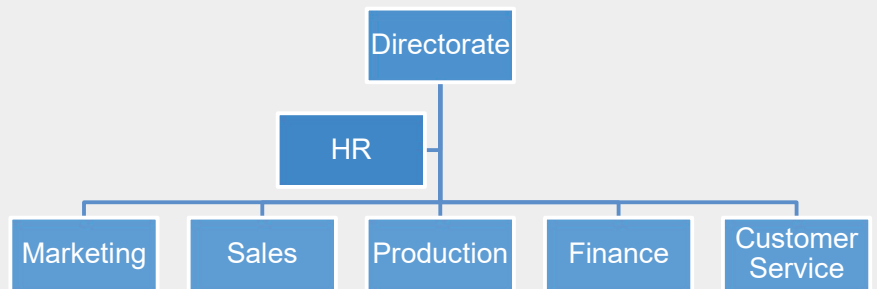 Directorate
HR
Marketing
Sales
Production
Finance
Customer
Service